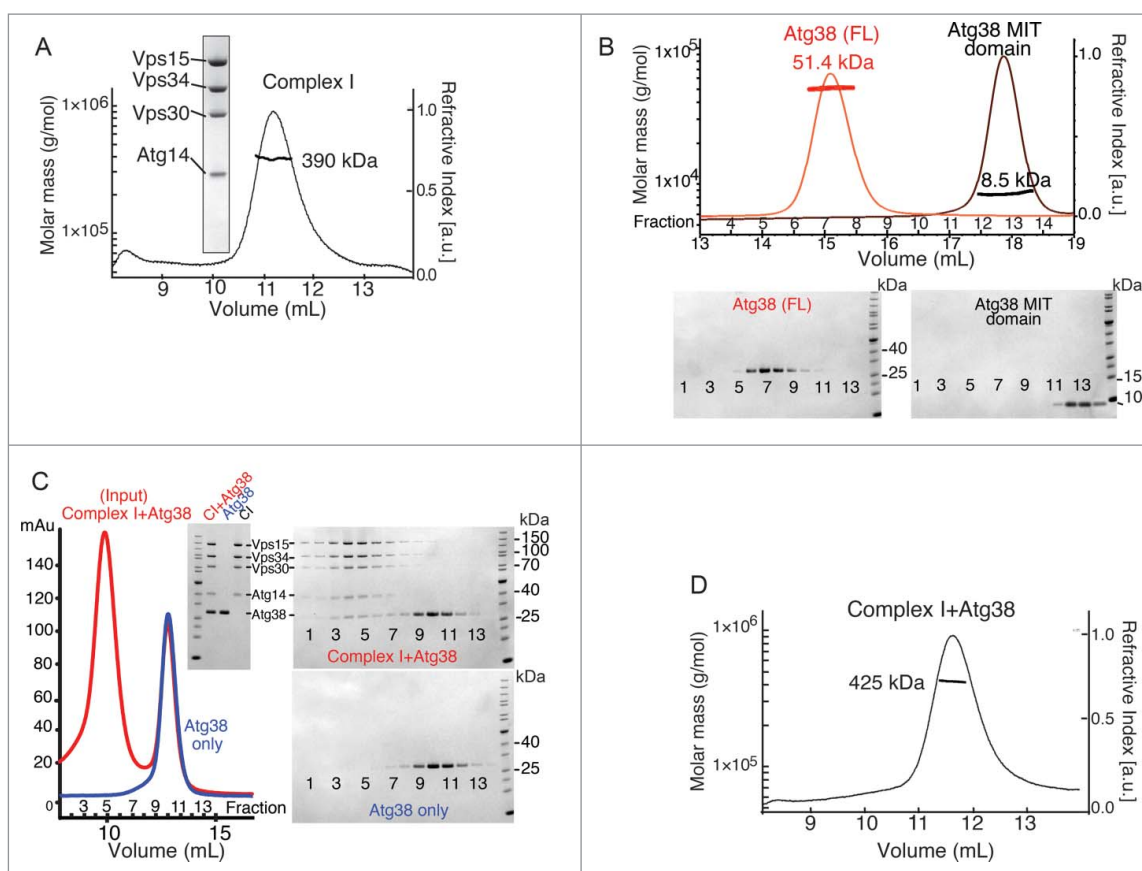 A
Vps15
Vps34
Vps30
Atg14
Complex I
390 kDa
Molar mass (g/mol)
1×10⁶
1×10⁵
Refractive Index [a.u.]
1.0
0.5
0.0
9 10 11 12 13
Volume (mL)
B
Atg38 (FL)
51.4 kDa
Atg38 MIT
domain
8.5 kDa
Molar mass (g/mol)
1×10⁵
1×10⁴
Refractive Index [a.u.]
1.0
0.5
0.0
Fraction 4 5 6 7 8 9 10 11 12 13 14
13 14 15 16 17 18 19
Volume (mL)
Atg38 (FL)
kDa
-40
-25
1 3 5 7 9 11 13
Atg38 MIT
domain
kDa
15
10
1 3 5 7 9 11 13
C
(Input)
Complex I+Atg38
CI+Atg38
Atg38
CI
mAu
140
120
100
80
60
40
20
0
Atg38
only
3 5 7 9 11 13 Fraction
10 15
Volume (mL)
Vps15
Vps34
Vps30
Atg14
Atg38
kDa
150
100
70
40
25
1 3 5 7 9 11 13
Complex I+Atg38
kDa
40
25
1 3 5 7 9 11 13
Atg38 only
D
Complex I+Atg38
425 kDa
Molar mass (g/mol)
1×10⁶
1×10⁵
Refractive Index [a.u.]
1.0
0.5
0.0
9 10 11 12 13
Volume (mL)